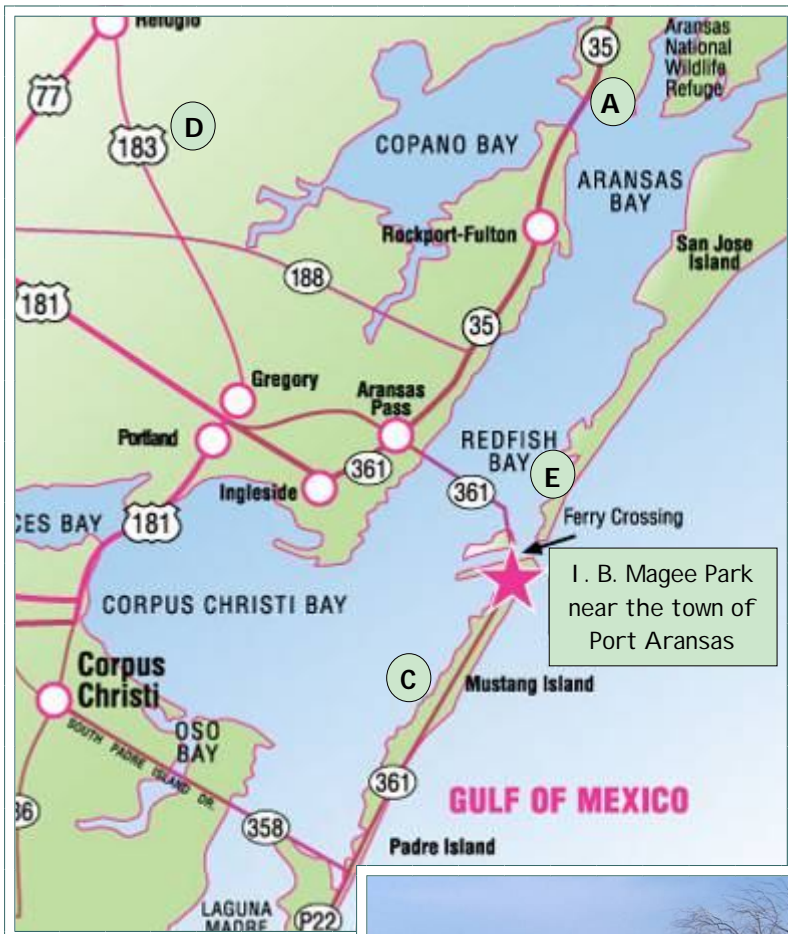 Refugio
35
Aransas
National
Wildlife
Refuge
77
A
D
183
COPANO BAY
ARANSAS
BAY
Rockport-Fulton
San Jose
Island
188
181
35
Gregory
Aransas
Pass
Portland
REDFISH
BAY
E
361
361
Ingleside
181
CES BAY
Ferry Crossing
I. B. Magee Park
near the town of
Port Aransas
CORPUS CHRISTI BAY
C
Corpus
Christi
Mustang Island
OSO
BAY
SOUTH PADRE ISLAND DR.
361
GULF OF MEXICO
36
358
Padre Island
LAGUNA
MADRE
P22